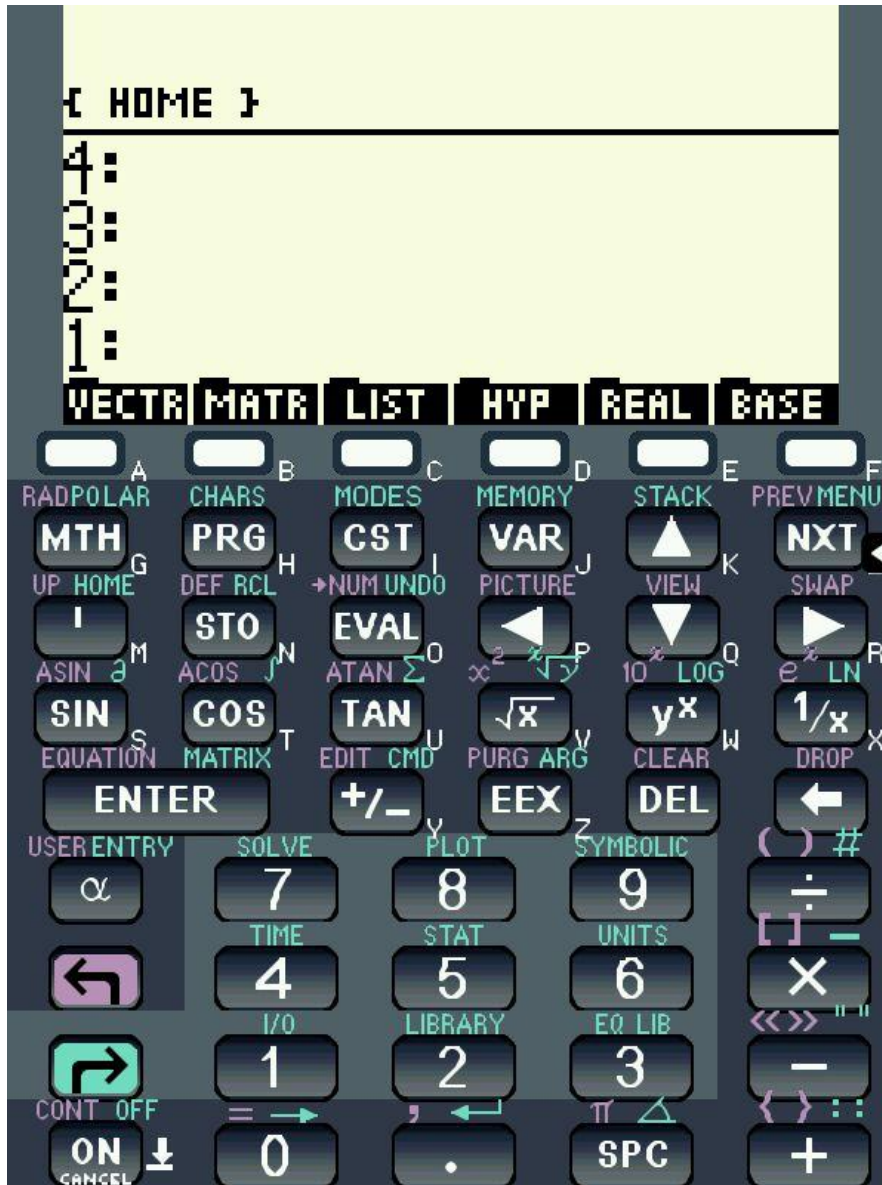 { HOME }
4:
3:
2:
1:
VECTR MATR LIST HYP REAL BASE
A B C D E F
RAD POLAR CHARS MODES MEMORY STACK PREV MENU
MTH PRG CST VAR ▲ NXT
G H I J K
UP HOME DEF RCL →NUM UNDO PICTURE VIEW SWAP
' STO EVAL ◀ ▼ ▶
M N O P Q R
ASIN ∂ ACOS ∫ ATAN Σ x² ˣ√y 10ˣ LOG eˣ LN
SIN COS TAN √x yˣ 1/x
S T U V W X
EQUATION MATRIX EDIT CMD PURG ARG CLEAR DROP
ENTER +/− EEX DEL ←
Y Z
USER ENTRY SOLVE PLOT SYMBOLIC ( ) #
α 7 8 9 ÷
TIME STAT UNITS [ ] _
4 5 6 ×
I/O LIBRARY EQ LIB «» " "
1 2 3 −
CONT OFF = → , ↵ π ∠ { } : :
ON CANCEL 0 . SPC +